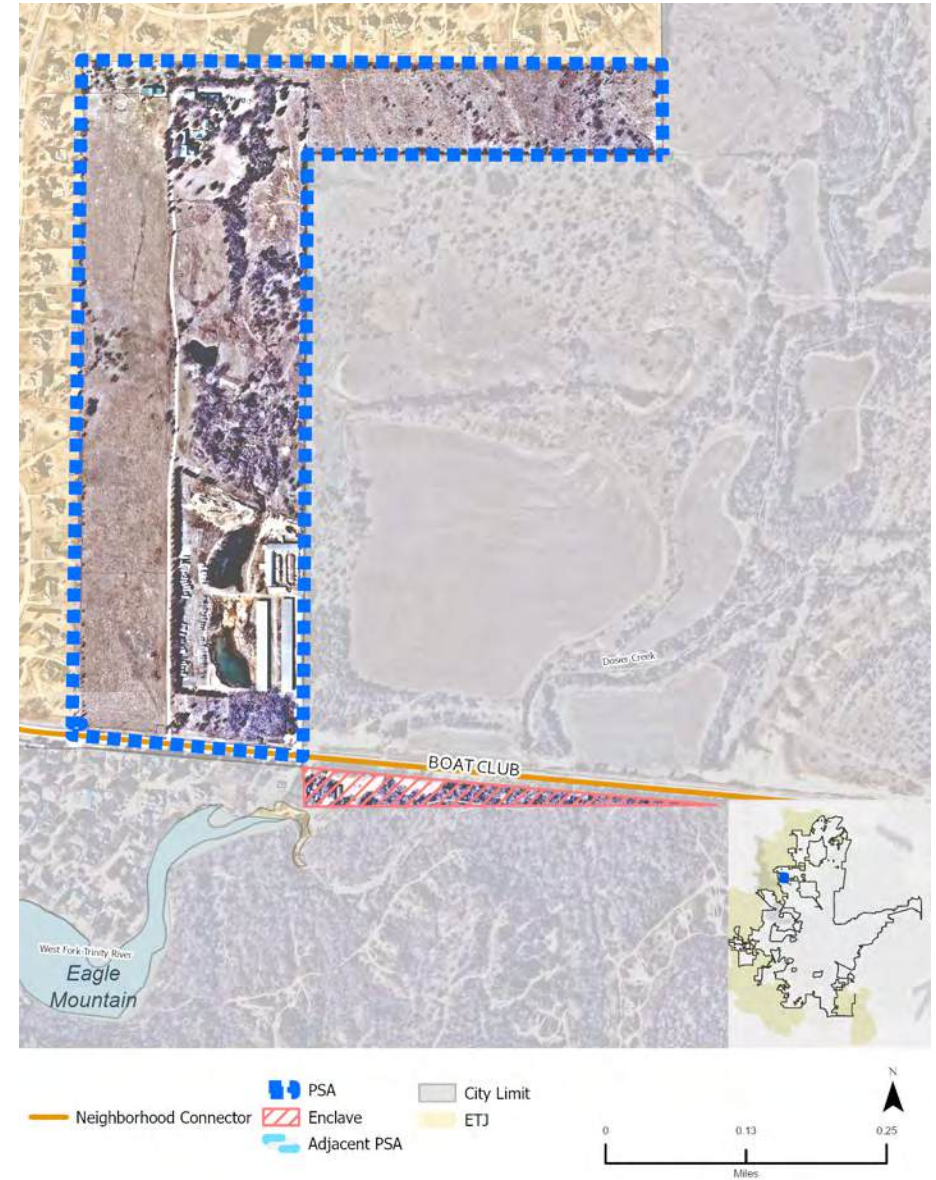 Dosier Creek
BOAT CLUB
West Fork Trinity River
Eagle
Mountain
Neighborhood Connector
PSA
Enclave
Adjacent PSA
City Limit
ETJ
N
0
0.13
0.25
Miles